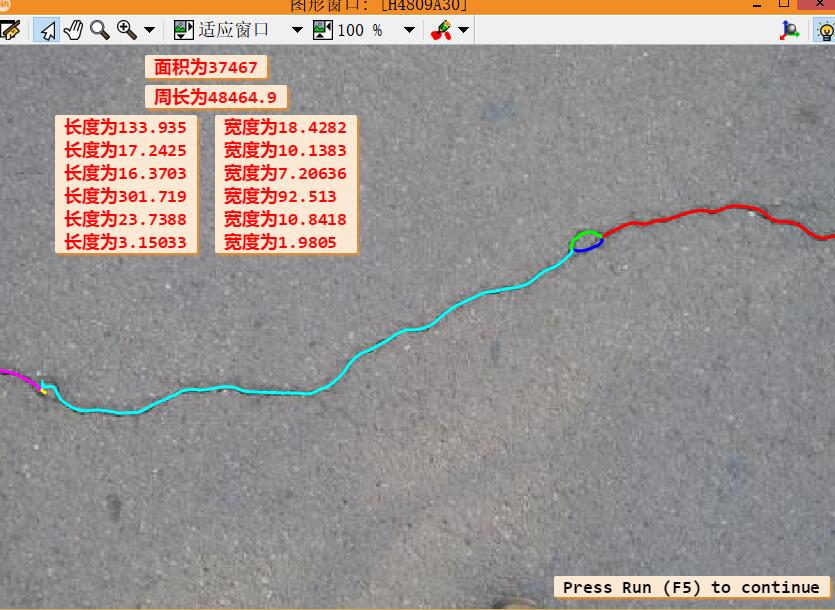 图形窗口: [H4809A30]
适应窗口
100 %
面积为37467
周长为48464.9
长度为133.935
长度为17.2425
长度为16.3703
长度为301.719
长度为23.7388
长度为3.15033
宽度为18.4282
宽度为10.1383
宽度为7.20636
宽度为92.513
宽度为10.8418
宽度为1.9805
Press Run (F5) to continue